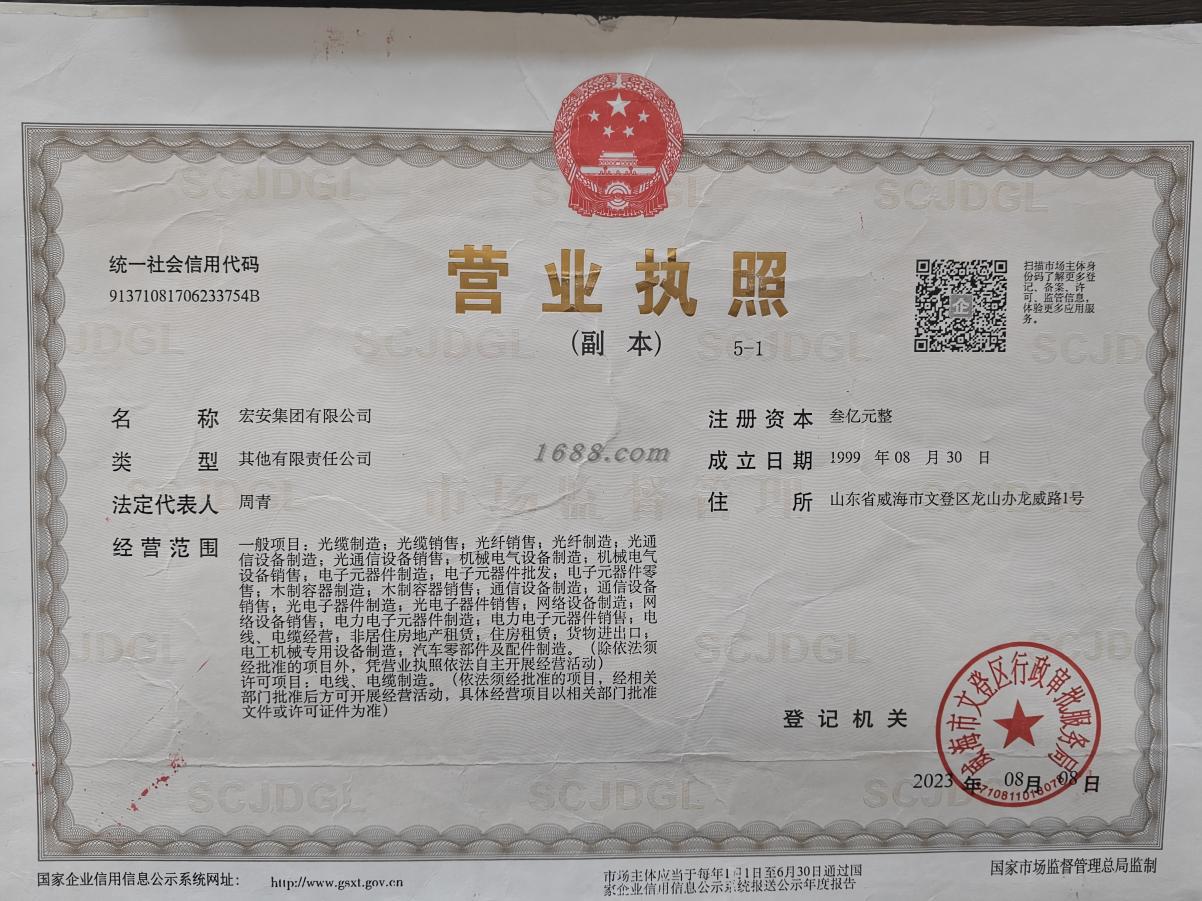 统一社会信用代码
91371081706233754B
营业执照
(副 本)
5-1
扫描市场主体身
份码了解更多登
记、备案、许
可、监管信息,
体验更多应用服
务。
名 称 宏安集团有限公司
类 型 其他有限责任公司
法定代表人 周青
经营范围 一般项目:光缆制造;光缆销售;光纤销售;光纤制造;光通
信设备制造;光通信设备销售;机械电气设备制造;机械电气
设备销售;电子元器件制造;电子元器件批发;电子元器件零
售;木制容器制造;木制容器销售;通信设备制造;通信设备
销售;光电子器件制造;光电子器件销售;网络设备制造;网
络设备销售;电力电子元器件制造;电力电子元器件销售;电
线、电缆经营;非居住房地产租赁;住房租赁;货物进出口;
电工机械专用设备制造;汽车零部件及配件制造。(除依法须
经批准的项目外,凭营业执照依法自主开展经营活动)
许可项目:电线、电缆制造。(依法须经批准的项目,经相关
部门批准后方可开展经营活动,具体经营项目以相关部门批准
文件或许可证件为准)
注册资本 叁亿元整
成立日期 1999 年 08 月 30 日
住 所 山东省威海市文登区龙山办龙威路1号
1688.com
市场监督管理
SCJDGL
登记机关
威海市文登区行政审批服务局
2023 年 08 月 08 日
国家企业信用信息公示系统网址: http://www.gsxt.gov.cn
市场主体应当于每年1月1日至6月30日通过国
家企业信用信息公示系统报送公示年度报告
国家市场监督管理总局监制